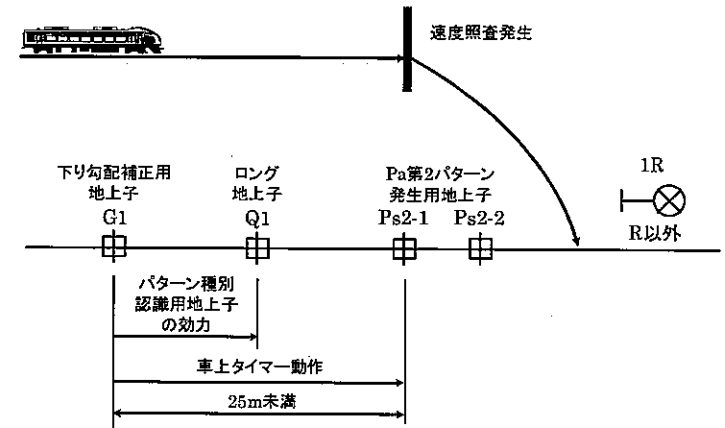 速度照査発生
下り勾配補正用
地上子
G1
ロング
地上子
Q1
Pa第2パターン
発生用地上子
Ps2-1
Ps2-2
1R
R以外
パターン種別
認識用地上子
の効力
車上タイマー動作
25m未満